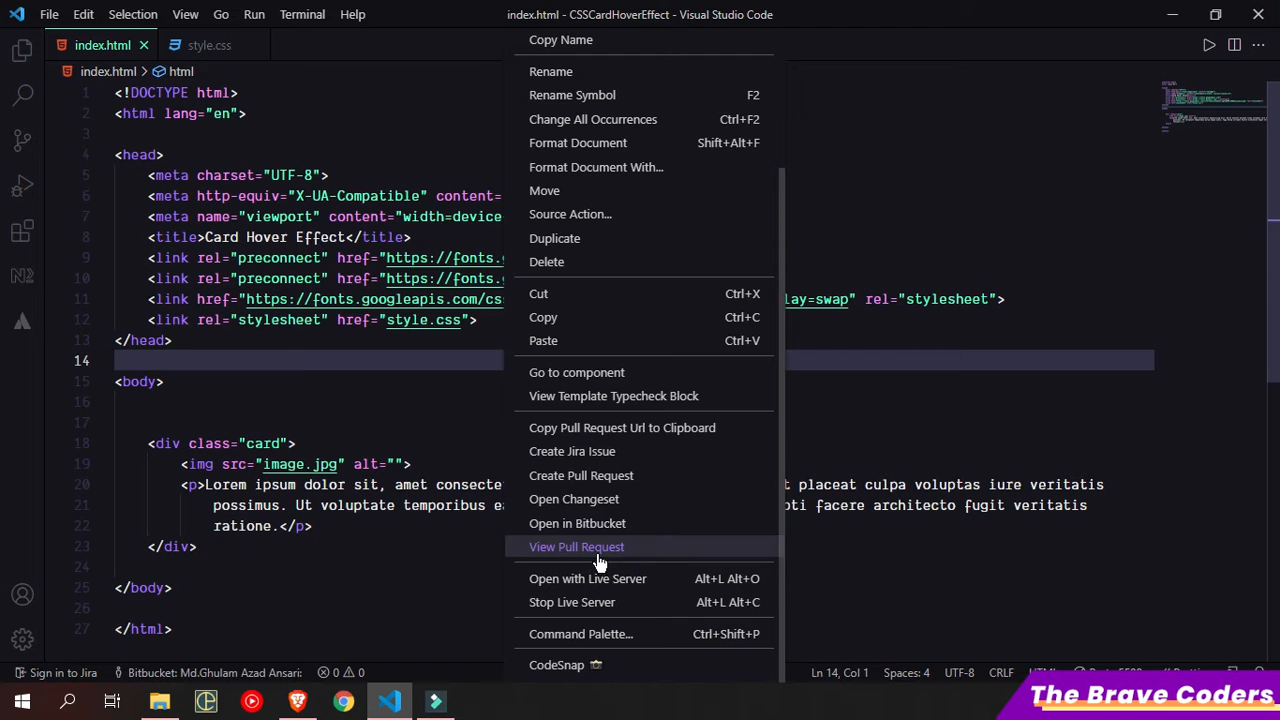 File Edit Selection View Go Run Terminal Help index.html - CSSCardHoverEffect - Visual Studio Code
index.html style.css
index.html > html
1 <!DOCTYPE html>
2 <html lang="en">
3
4 <head>
5 <meta charset="UTF-8">
6 <meta http-equiv="X-UA-Compatible" content=
7 <meta name="viewport" content="width=device-
8 <title>Card Hover Effect</title>
9 <link rel="preconnect" href="https://fonts.g
10 <link rel="preconnect" href="https://fonts.g
11 <link href="https://fonts.googleapis.com/css lay=swap" rel="stylesheet">
12 <link rel="stylesheet" href="style.css">
13 </head>
14
15 <body>
16
17
18 <div class="card">
19 <img src="image.jpg" alt="">
20 <p>Lorem ipsum dolor sit, amet consecte t placeat culpa voluptas iure veritatis
21 possimus. Ut voluptate temporibus ea pti facere architecto fugit veritatis
22 ratione.</p>
23 </div>
24
25 </body>
26
27 </html>
Copy Name
Rename
Rename Symbol F2
Change All Occurrences Ctrl+F2
Format Document Shift+Alt+F
Format Document With...
Move
Source Action...
Duplicate
Delete
Cut Ctrl+X
Copy Ctrl+C
Paste Ctrl+V
Go to component
View Template Typecheck Block
Copy Pull Request Url to Clipboard
Create Jira Issue
Create Pull Request
Open Changeset
Open in Bitbucket
View Pull Request
Open with Live Server Alt+L Alt+O
Stop Live Server Alt+L Alt+C
Command Palette... Ctrl+Shift+P
CodeSnap
Sign in to Jira Bitbucket: Md.Ghulam Azad Ansari: 0 0 Ln 14, Col 1 Spaces: 4 UTF-8 CRLF
The Brave Coders